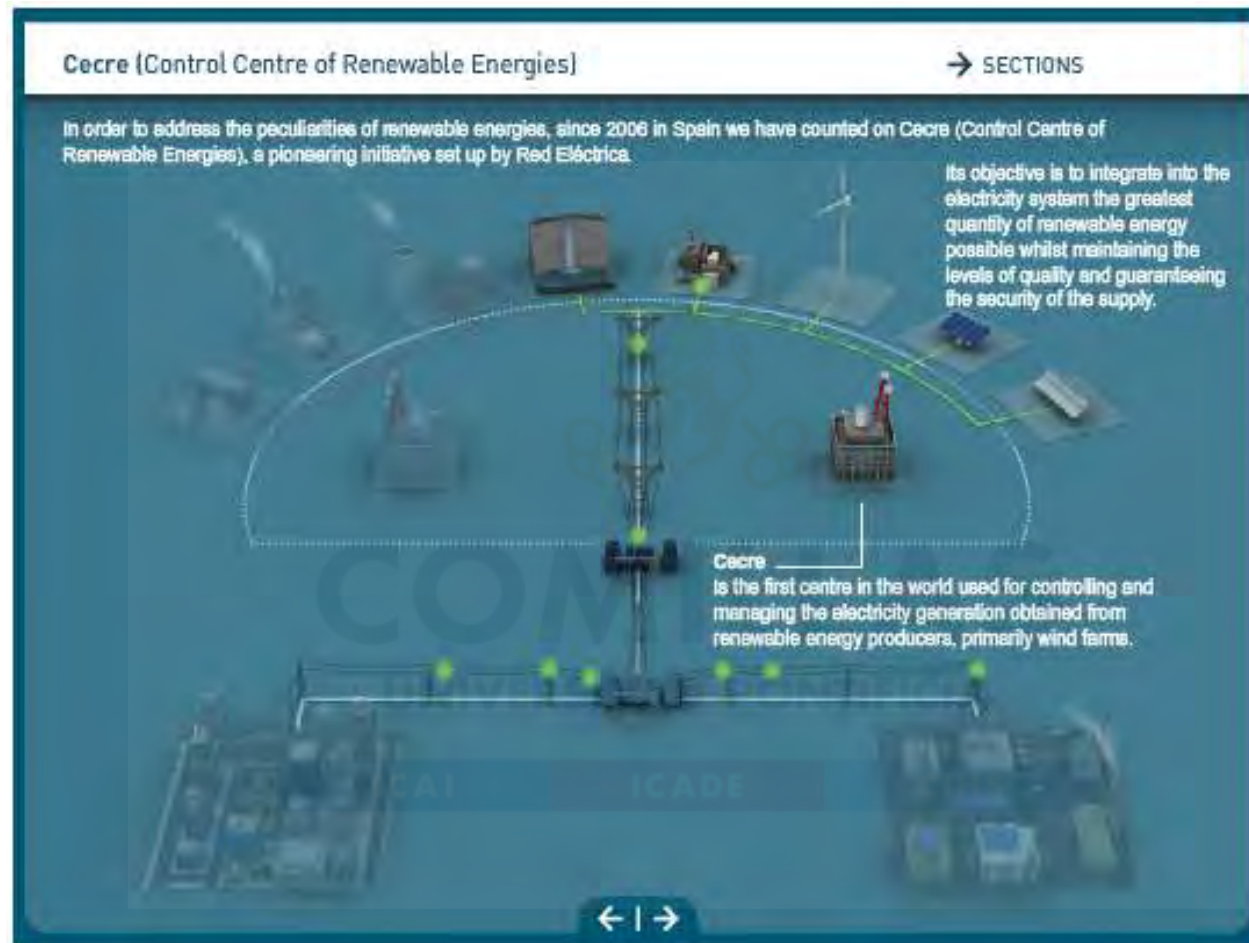 Cecre (Control Centre of Renewable Energies)
→ SECTIONS
In order to address the peculiarities of renewable energies, since 2006 in Spain we have counted on Cecre (Control Centre of
Renewable Energies), a pioneering initiative set up by Red Eléctrica.
Its objective is to integrate into the
electricity system the greatest
quantity of renewable energy
possible whilst maintaining the
levels of quality and guaranteeing
the security of the supply.
Cecre
Is the first centre in the world used for controlling and
managing the electricity generation obtained from
renewable energy producers, primarily wind farms.
ICADE